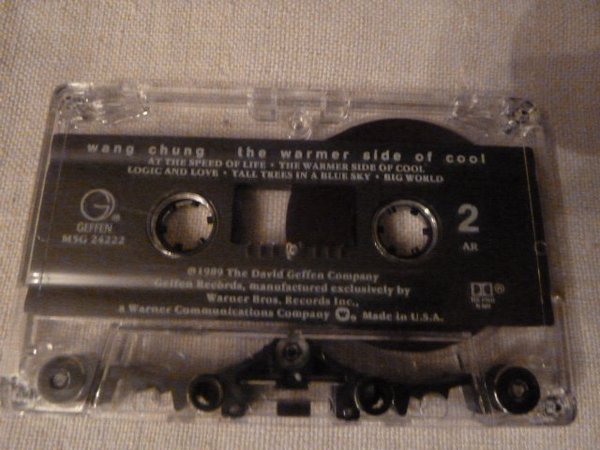 wang chung the warmer side of cool
AT THE SPEED OF LIFE • THE WARMER SIDE OF COOL
LOGIC AND LOVE • TALL TREES IN A BLUE SKY • BIG WORLD
GEFFEN
M5G 24222
2
AR
℗1989 The David Geffen Company
Geffen Records, manufactured exclusively by
Warner Bros. Records Inc.,
a Warner Communications Company Ⓦ® Made in U.S.A.